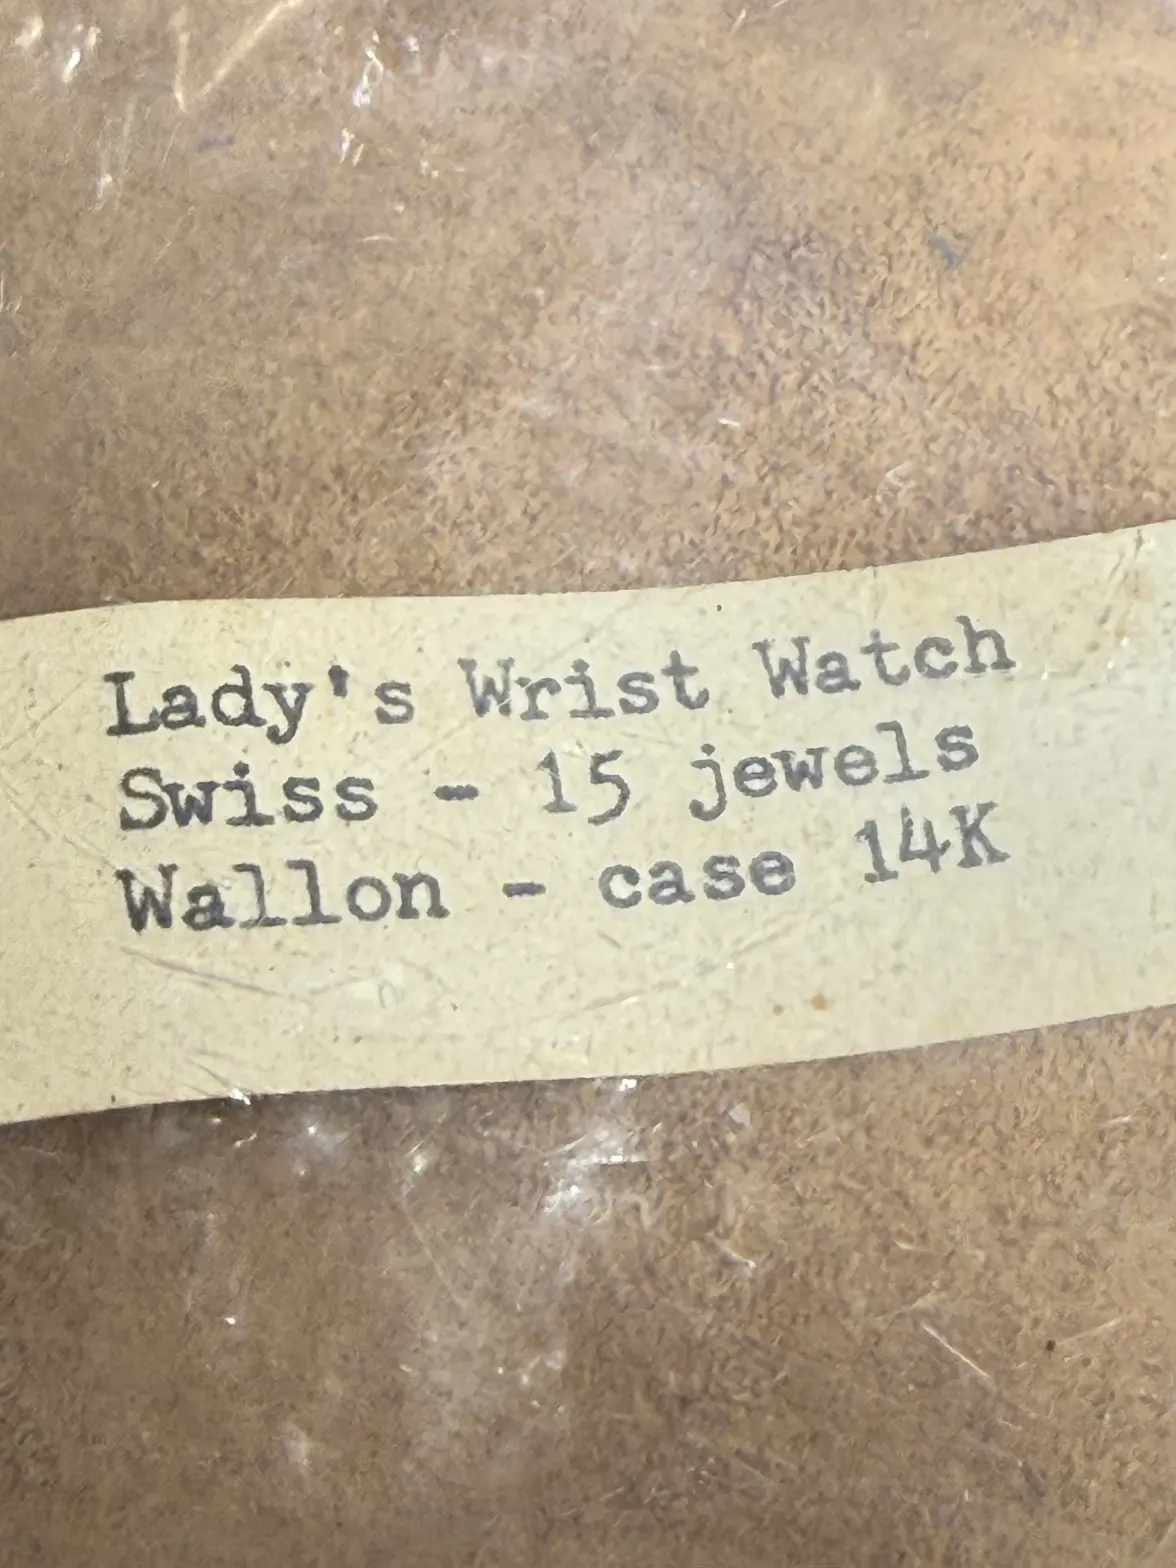 Lady's Wrist Watch
Swiss - 15 jewels
Wallon - case 14K